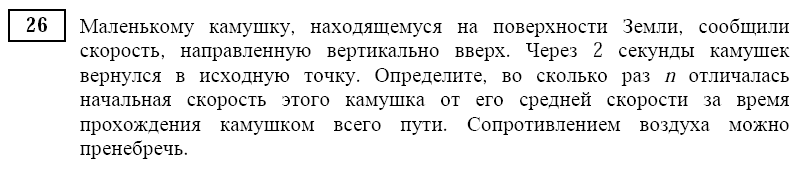 26
Маленькому камушку, находящемуся на поверхности Земли, сообщили
скорость, направленную вертикально вверх. Через 2 секунды камушек
вернулся в исходную точку. Определите, во сколько раз n отличалась
начальная скорость этого камушка от его средней скорости за время
прохождения камушком всего пути. Сопротивлением воздуха можно
пренебречь.